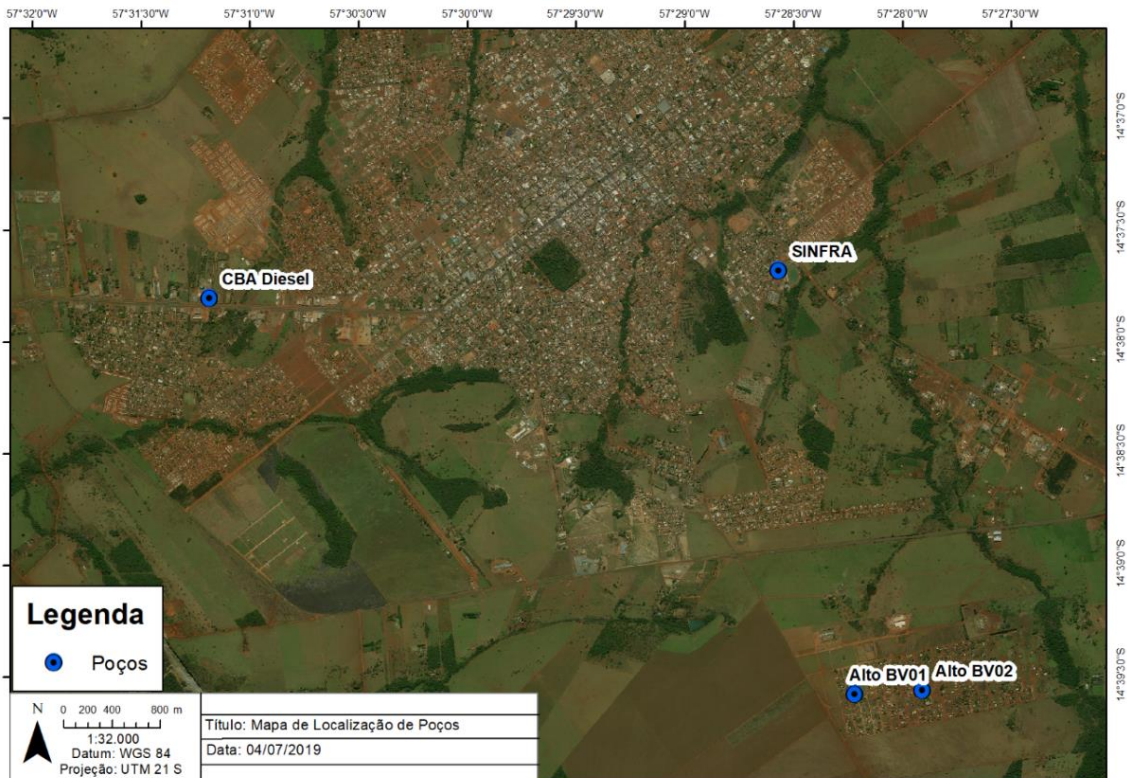 57°32'0"W 57°31'30"W 57°31'0"W 57°30'30"W 57°30'0"W 57°29'30"W 57°29'0"W 57°28'30"W 57°28'0"W 57°27'30"W
14°37'0"S
14°37'30"S
SINFRA
CBA Diesel
14°38'0"S
14°38'30"S
14°39'0"S
14°39'30"S
Alto BV01
Alto BV02
Legenda
Poços
N
0 200 400 800 m
1:32.000
Datum: WGS 84
Projeção: UTM 21 S
Título: Mapa de Localização de Poços
Data: 04/07/2019